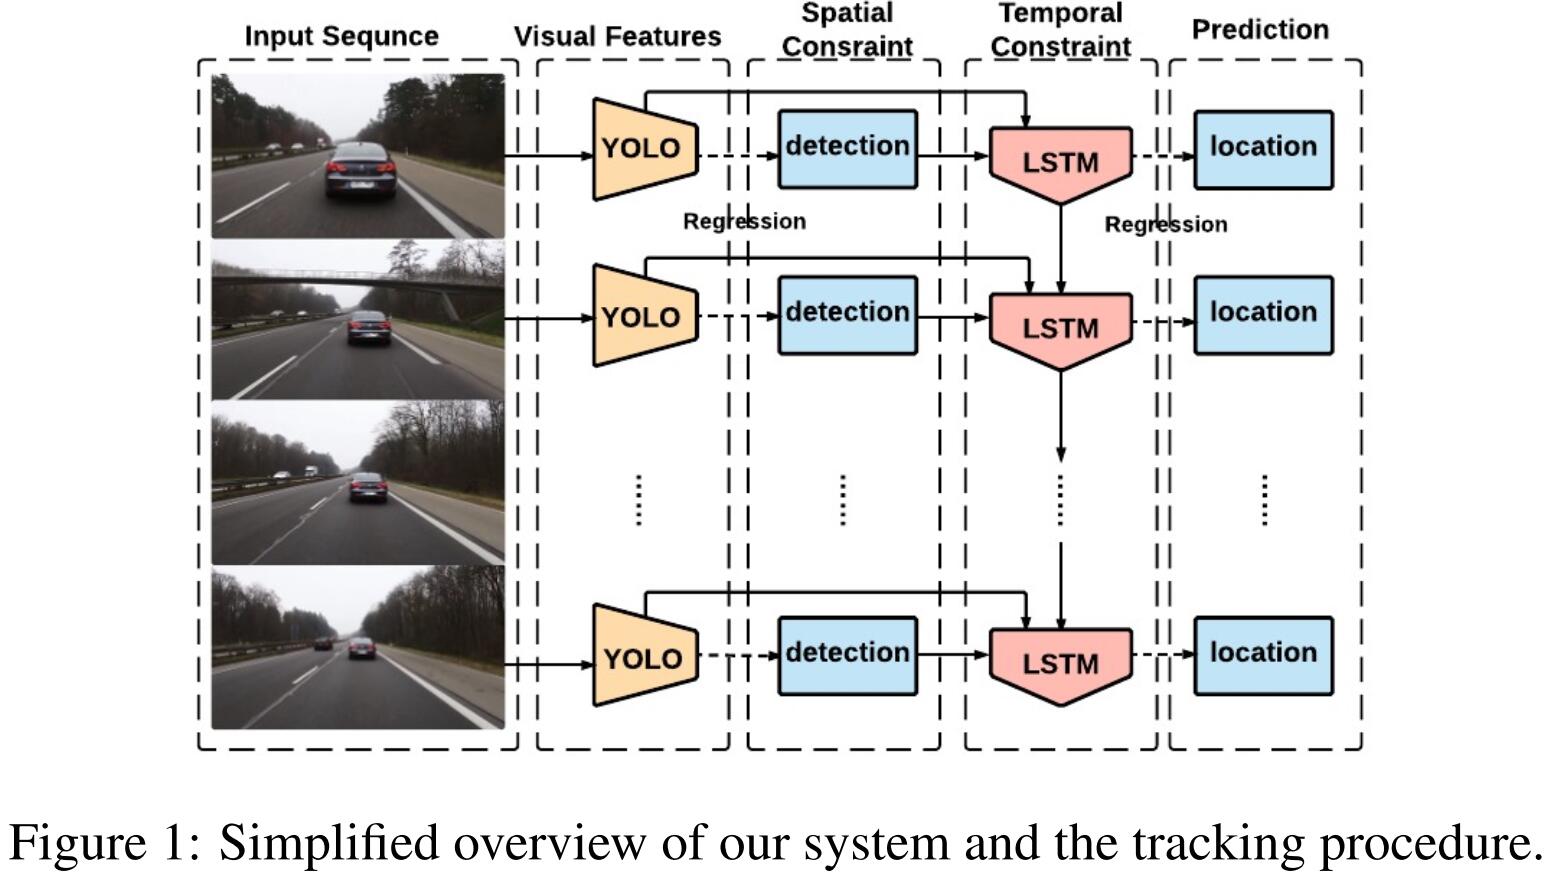 Input Sequnce
Visual Features
Spatial
Consraint
Temporal
Constraint
Prediction
YOLO
detection
LSTM
location
Regression
Regression
YOLO
detection
LSTM
location
YOLO
detection
LSTM
location
Figure 1: Simplified overview of our system and the tracking procedure.